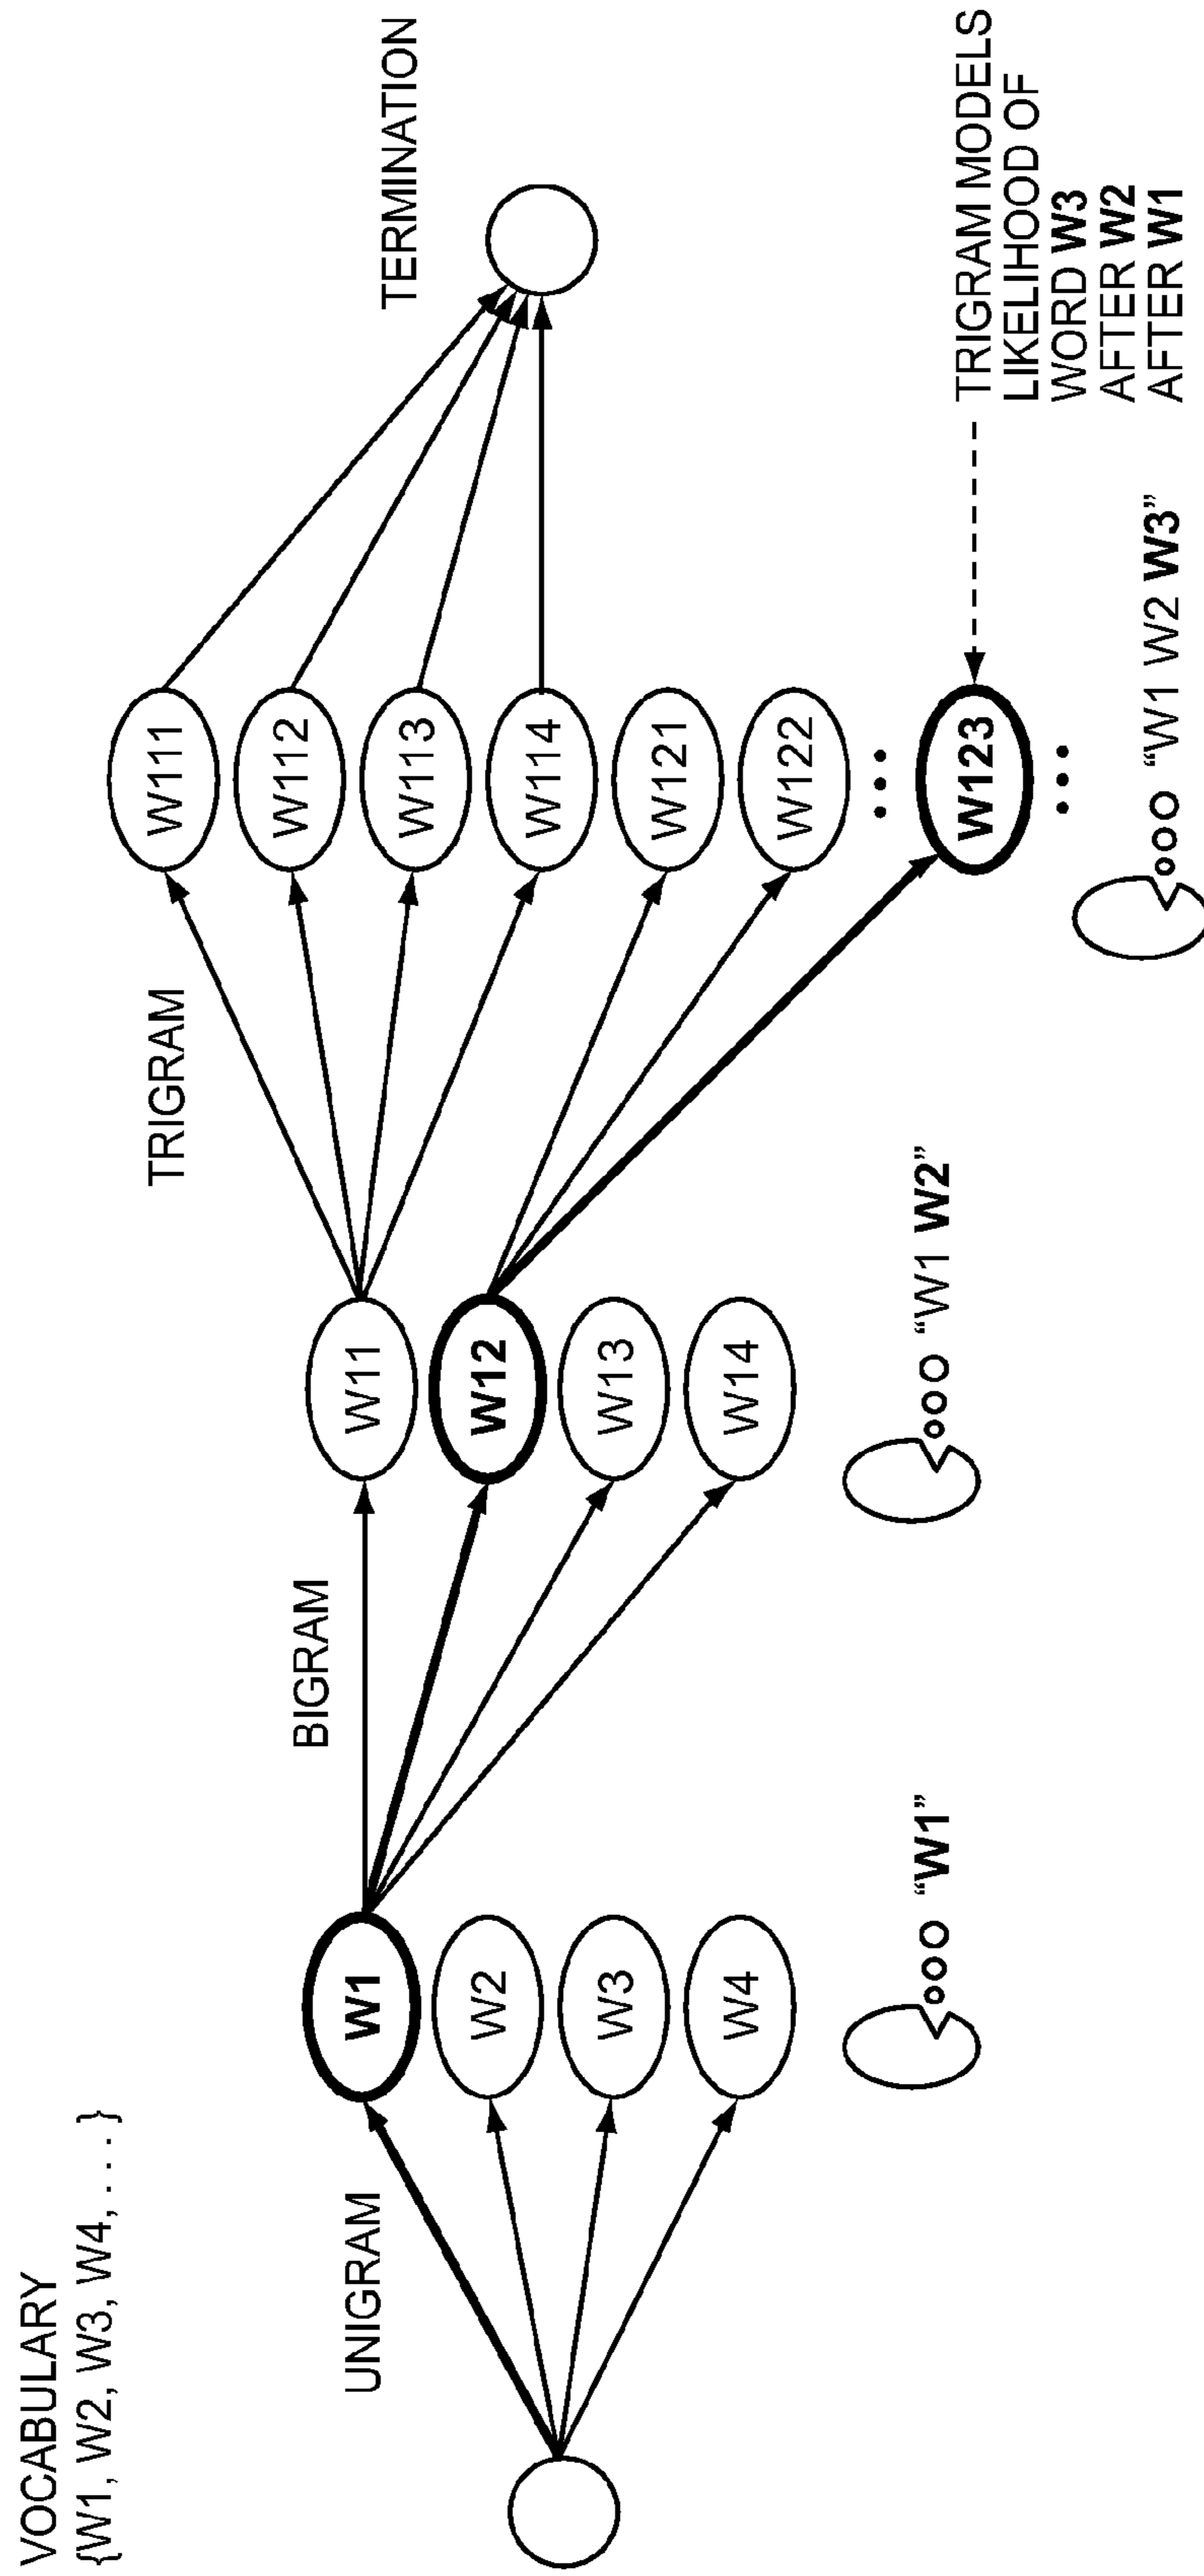 VOCABULARY
{W1, W2, W3, W4, . . . }
UNIGRAM
W1
W2
W3
W4
“W1”
BIGRAM
W11
W12
W13
W14
“W1 W2”
TRIGRAM
W111
W112
W113
W114
W121
W122
W123
“W1 W2 W3”
TERMINATION
TRIGRAM MODELS
LIKELIHOOD OF
WORD W3
AFTER W2
AFTER W1